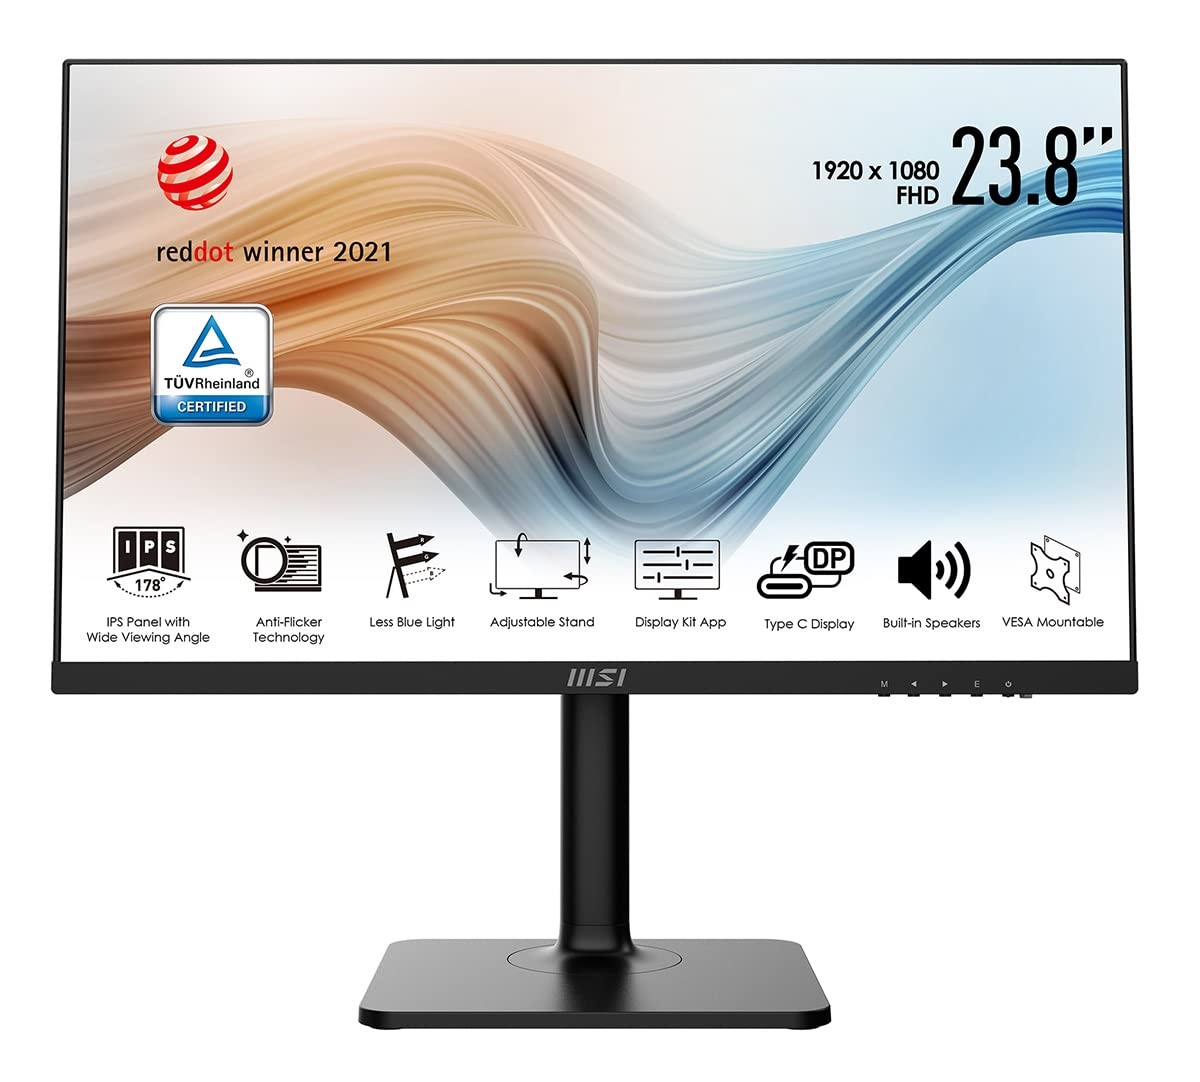 1920 x 1080
FHD
23.8”
reddot winner 2021
TÜVRheinland®
CERTIFIED
IPS
178°
IPS Panel with
Wide Viewing Angle
Anti-Flicker
Technology
R
G
B
Less Blue Light
Adjustable Stand
Display Kit App
DP
Type C Display
Built-in Speakers
VESA Mountable
msi
M
E